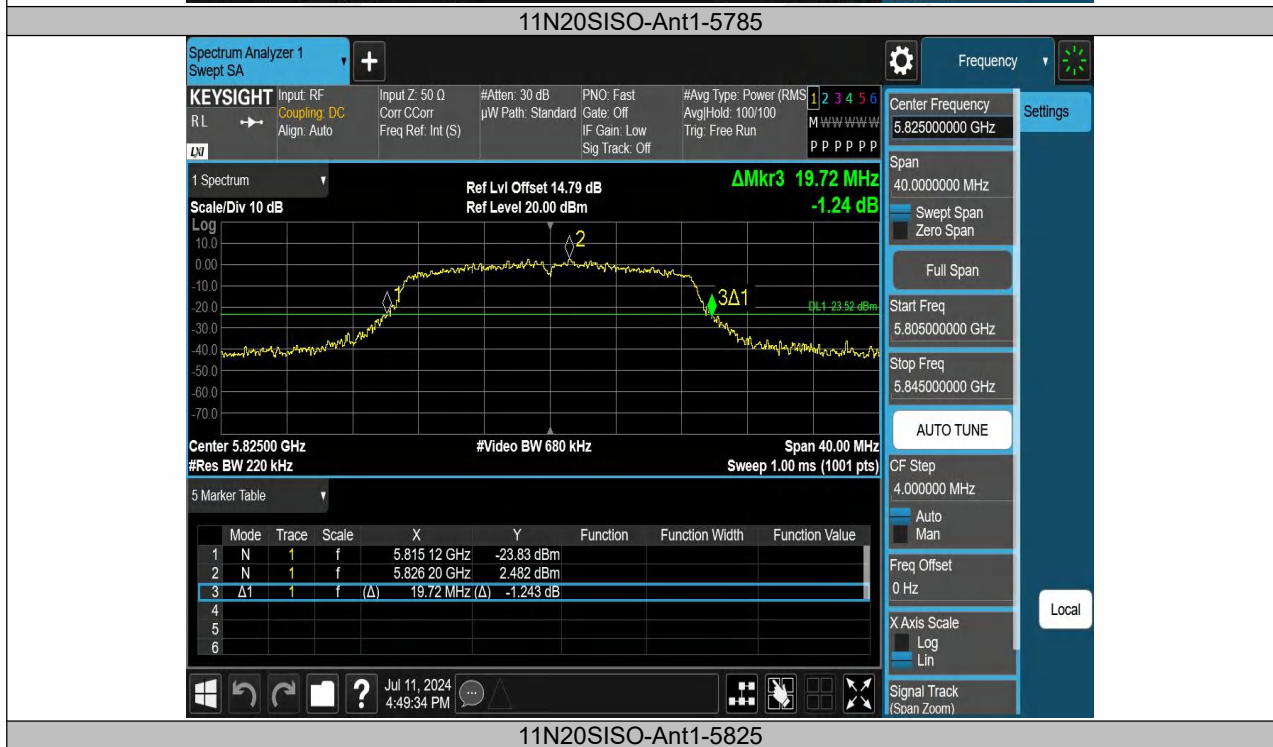 11N20SISO-Ant1-5785
Spectrum Analyzer 1
Swept SA
+
Frequency
KEYSIGHT
RL
LXI
Input: RF
Coupling: DC
Align: Auto
Input Z: 50 Ω
Corr CCorr
Freq Ref: Int (S)
#Atten: 30 dB
µW Path: Standard
PNO: Fast
Gate: Off
IF Gain: Low
Sig Track: Off
#Avg Type: Power (RMS
Avg|Hold: 100/100
Trig: Free Run
1 2 3 4 5 6
M W W W W W
P P P P P P
Center Frequency
5.825000000 GHz
Settings
Span
40.0000000 MHz
Swept Span
Zero Span
Full Span
Start Freq
5.805000000 GHz
Stop Freq
5.845000000 GHz
AUTO TUNE
CF Step
4.000000 MHz
Auto
Man
Freq Offset
0 Hz
X Axis Scale
Log
Lin
Signal Track
(Span Zoom)
Local
1 Spectrum
Scale/Div 10 dB
Ref Lvl Offset 14.79 dB
Ref Level 20.00 dBm
ΔMkr3 19.72 MHz
-1.24 dB
Log
10.0
0.00
-10.0
-20.0
-30.0
-40.0
-50.0
-60.0
-70.0
1
2
3Δ1
DL1 -23.52 dBm
Center 5.82500 GHz
#Video BW 680 kHz
Span 40.00 MHz
#Res BW 220 kHz
Sweep 1.00 ms (1001 pts)
5 Marker Table
Mode Trace Scale X Y Function Function Width Function Value
1 N 1 f 5.815 12 GHz -23.83 dBm
2 N 1 f 5.826 20 GHz 2.482 dBm
3 Δ1 1 f (Δ) 19.72 MHz (Δ) -1.243 dB
4
5
6
?
Jul 11, 2024
4:49:34 PM
11N20SISO-Ant1-5825